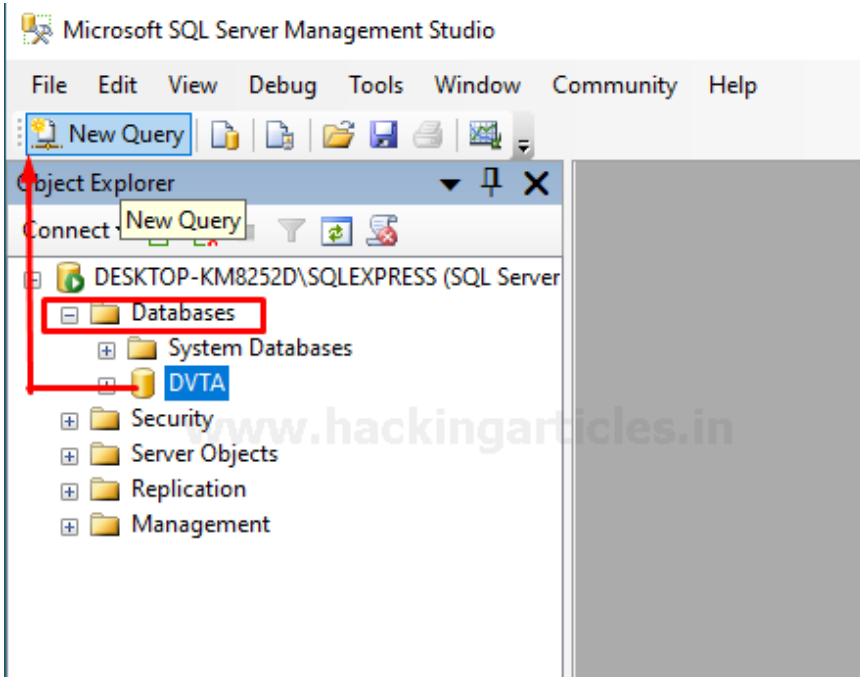 Microsoft SQL Server Management Studio
File Edit View Debug Tools Window Community Help
New Query
Object Explorer
Connect New Query
DESKTOP-KM8252D\SQLEXPRESS (SQL Server
Databases
System Databases
DVTA
Security
www.hackingarticles.in
Server Objects
Replication
Management